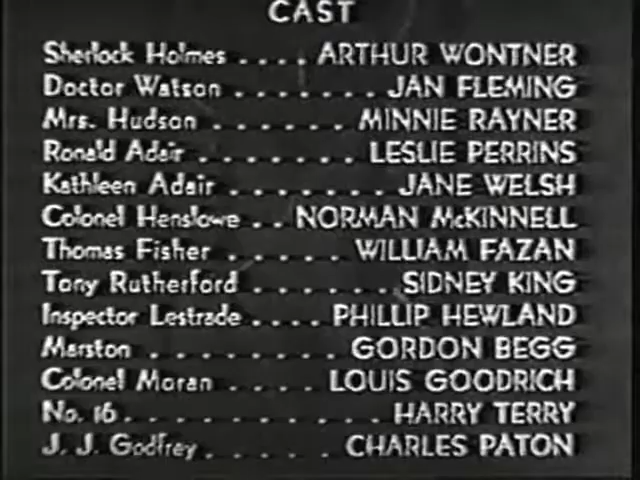 CAST
Sherlock Holmes .... ARTHUR WONTNER
Doctor Watson ....... JAN FLEMING
Mrs. Hudson ....... MINNIE RAYNER
Ronald Adair ....... LESLIE PERRINS
Kathleen Adair ....... JANE WELSH
Colonel Henslowe .. NORMAN McKINNELL
Thomas Fisher ..... WILLIAM FAZAN
Tony Rutherford ....... SIDNEY KING
Inspector Lestrade .... PHILLIP HEWLAND
Marston ......... GORDON BEGG
Colonel Moran ..... LOUIS GOODRICH
No. 16............ HARRY TERRY
J. J. Godfrey ...... CHARLES PATON